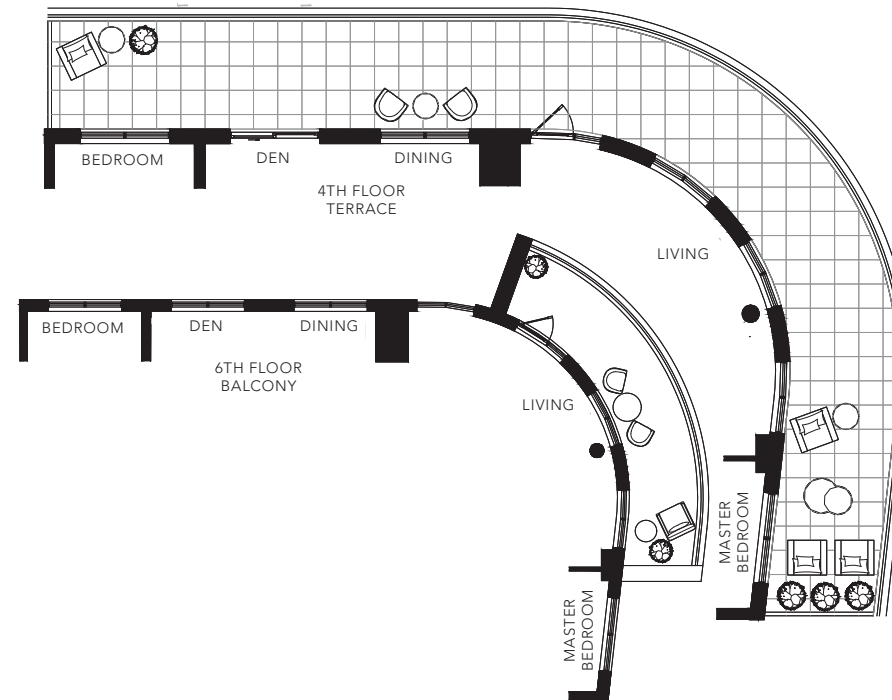 BEDROOM
DEN
DINING
4TH FLOOR
TERRACE
LIVING
MASTER
BEDROOM
BEDROOM
DEN
DINING
6TH FLOOR
BALCONY
LIVING
MASTER
BEDROOM